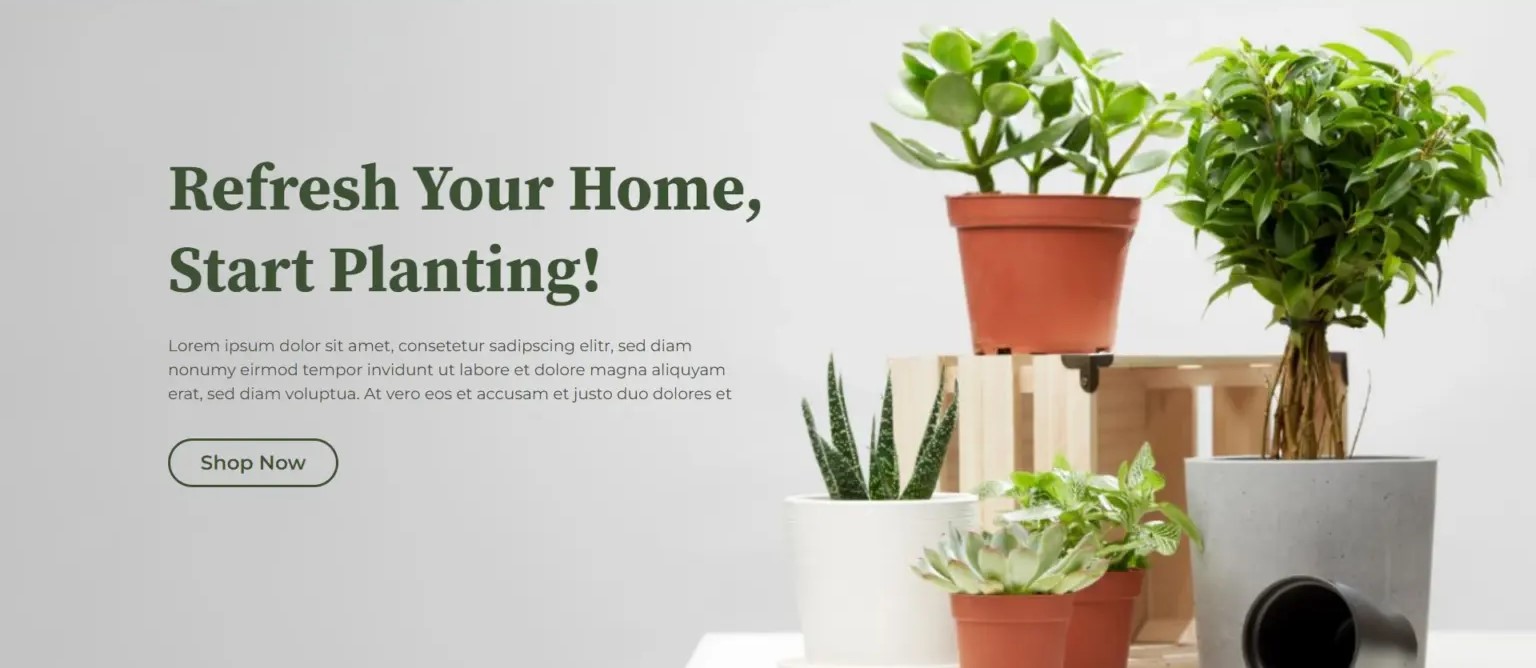 Refresh Your Home,
Start Planting!
Lorem ipsum dolor sit amet, consetetur sadipscing elitr, sed diam
nonumy eirmod tempor invidunt ut labore et dolore magna aliquyam
erat, sed diam voluptua. At vero eos et accusam et justo duo dolores et
Shop Now